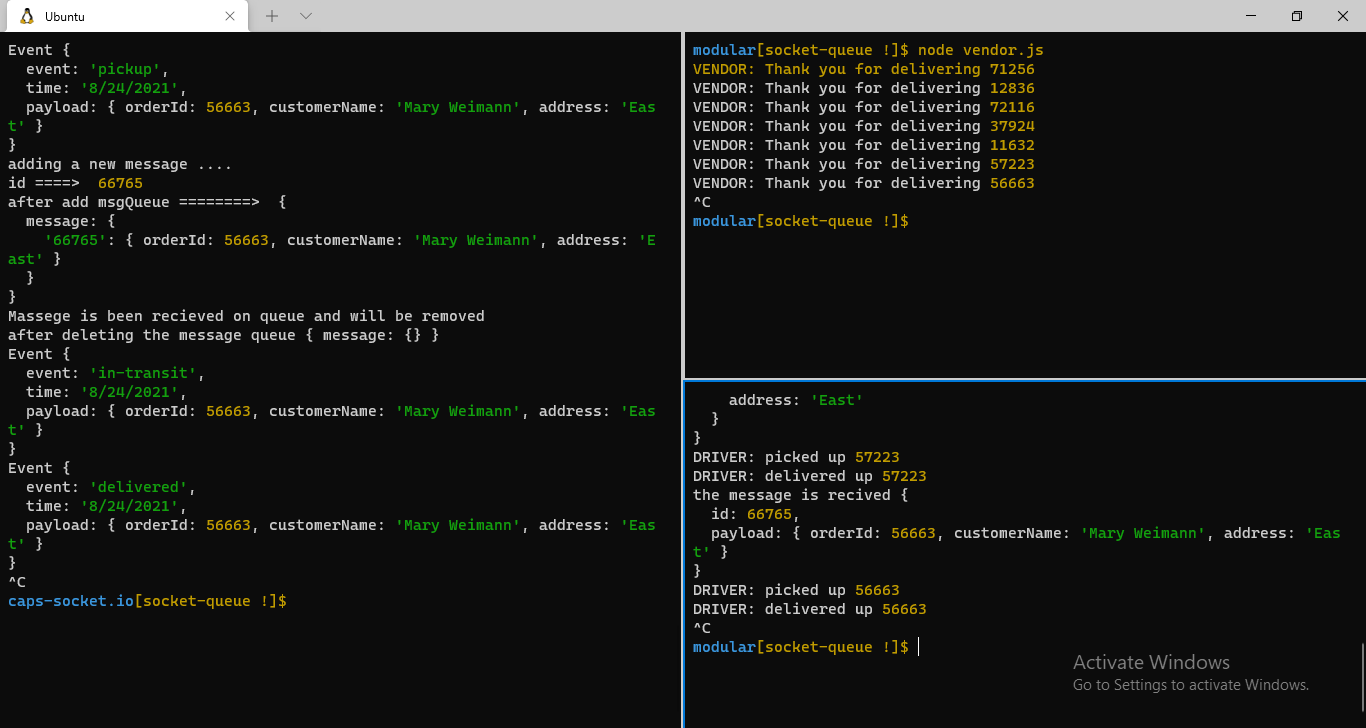 Ubuntu
Event {
  event: 'pickup',
  time: '8/24/2021',
  payload: { orderId: 56663, customerName: 'Mary Weimann', address: 'Eas
t' }
}
adding a new message ....
id ====>  66765
after add msgQueue ========>  {
  message: {
    '66765': { orderId: 56663, customerName: 'Mary Weimann', address: 'E
ast' }
  }
}
Massege is been recieved on queue and will be removed
after deleting the message queue { message: {} }
Event {
  event: 'in-transit',
  time: '8/24/2021',
  payload: { orderId: 56663, customerName: 'Mary Weimann', address: 'Eas
t' }
}
Event {
  event: 'delivered',
  time: '8/24/2021',
  payload: { orderId: 56663, customerName: 'Mary Weimann', address: 'Eas
t' }
}
^C
caps-socket.io[socket-queue !]$
modular[socket-queue !]$ node vendor.js
VENDOR: Thank you for delivering 71256
VENDOR: Thank you for delivering 12836
VENDOR: Thank you for delivering 72116
VENDOR: Thank you for delivering 37924
VENDOR: Thank you for delivering 11632
VENDOR: Thank you for delivering 57223
VENDOR: Thank you for delivering 56663
^C
modular[socket-queue !]$
    address: 'East'
  }
}
DRIVER: picked up 57223
DRIVER: delivered up 57223
the message is recived {
  id: 66765,
  payload: { orderId: 56663, customerName: 'Mary Weimann', address: 'Eas
t' }
}
DRIVER: picked up 56663
DRIVER: delivered up 56663
^C
modular[socket-queue !]$
Activate Windows
Go to Settings to activate Windows.